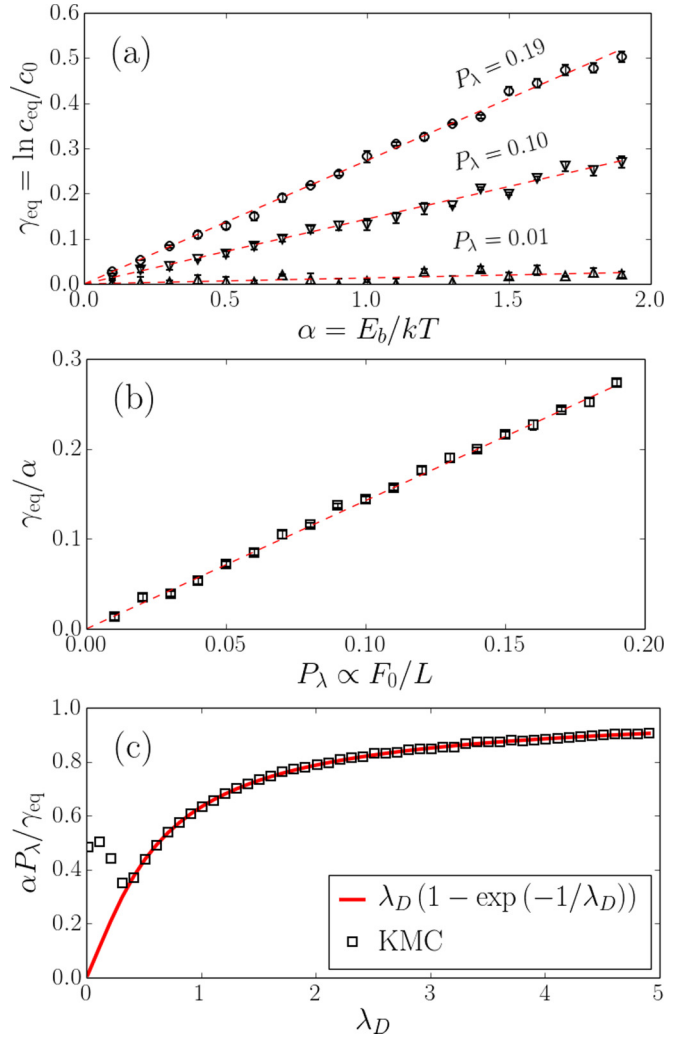 (a)
γ_eq = ln c_eq/c_0
0.6
0.5
0.4
0.3
0.2
0.1
0.0
P_λ = 0.19
P_λ = 0.10
P_λ = 0.01
0.0 0.5 1.0 1.5 2.0
α = E_b/kT
(b)
γ_eq/α
0.3
0.2
0.1
0.0
0.00 0.05 0.10 0.15 0.20
P_λ ∝ F_0/L
(c)
αP_λ/γ_eq
1.0
0.8
0.6
0.4
0.2
0.0
λ_D (1 − exp (−1/λ_D))
KMC
0 1 2 3 4 5
λ_D